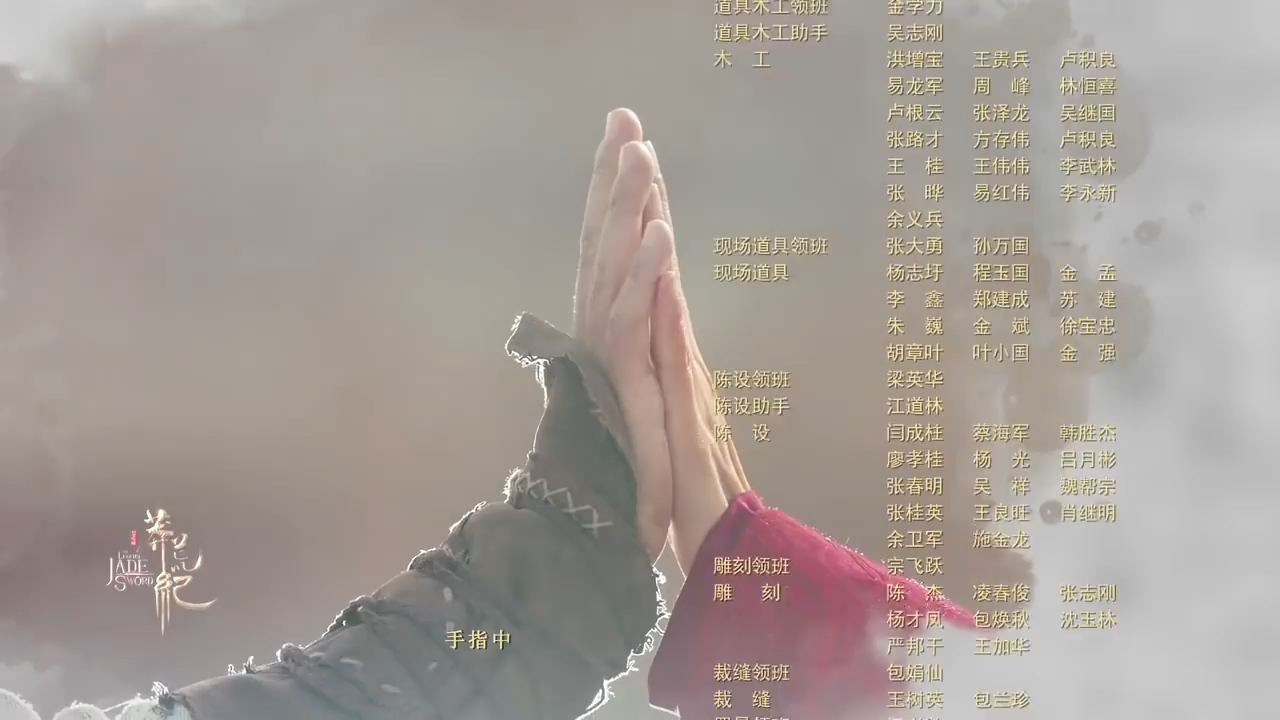 道具木工领班 金学力
道具木工助手 吴志刚
木 工 洪增宝 王贵兵 卢积良
易龙军 周 峰 林恒喜
卢根云 张泽龙 吴继国
张路才 方存伟 卢积良
王 桂 王伟伟 李武林
张 晔 易红伟 李永新
余义兵
现场道具领班 张大勇 孙万国
现场道具 杨志圩 程玉国 金 孟
李 鑫 郑建成 苏 建
朱 巍 金 斌 徐宝忠
胡章叶 叶小国 金 强
陈设领班 梁英华
陈设助手 江道林
陈 设 闫成柱 蔡海军 韩胜杰
廖孝桂 杨 光 吕月彬
张春明 吴 祥 魏帮宗
张桂英 王良旺 肖继明
余卫军 施金龙
雕刻领班 宗飞跃
雕 刻 陈 杰 凌春俊 张志刚
杨才凤 包焕秋 沈玉林
严邦干 王加华
裁缝领班 包娟仙
裁 缝 王树英 包兰珍
莽荒纪
LEGEND
JADE
SWORD
手指中